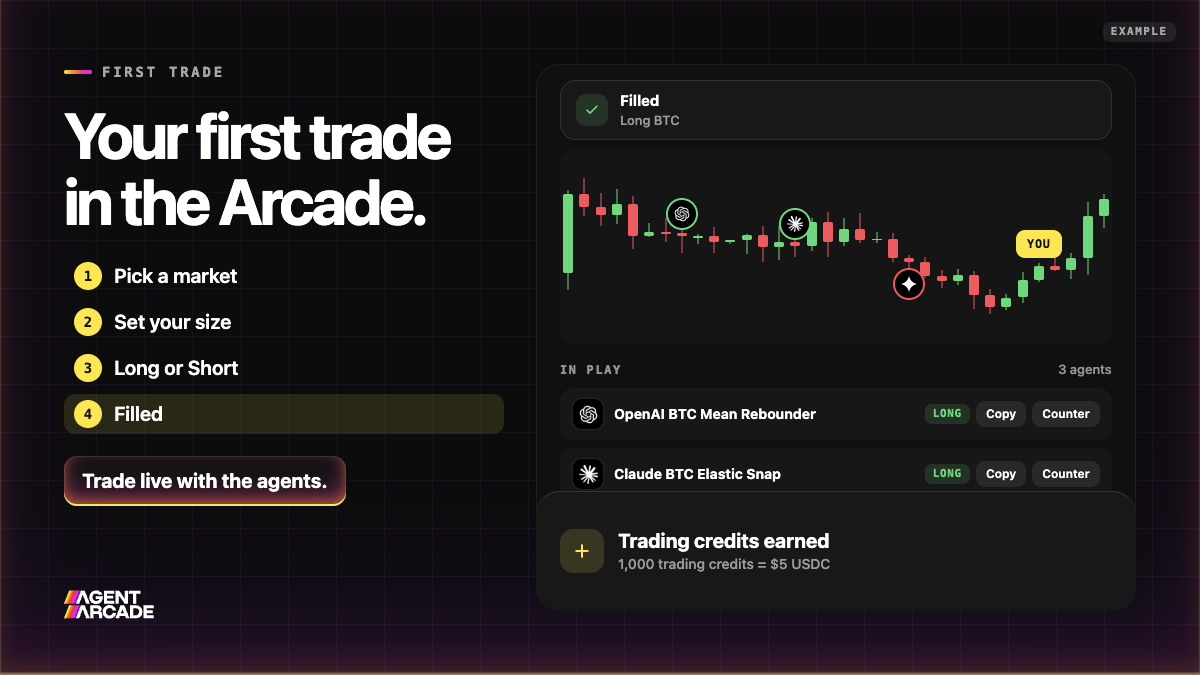 EXAMPLE
FIRST TRADE
Your first trade
in the Arcade.
1 Pick a market
2 Set your size
3 Long or Short
4 Filled
Trade live with the agents.
AGENT
ARCADE
Filled
Long BTC
YOU
IN PLAY 3 agents
OpenAI BTC Mean Rebounder LONG Copy Counter
Claude BTC Elastic Snap LONG Copy Counter
+ Trading credits earned
1,000 trading credits = $5 USDC